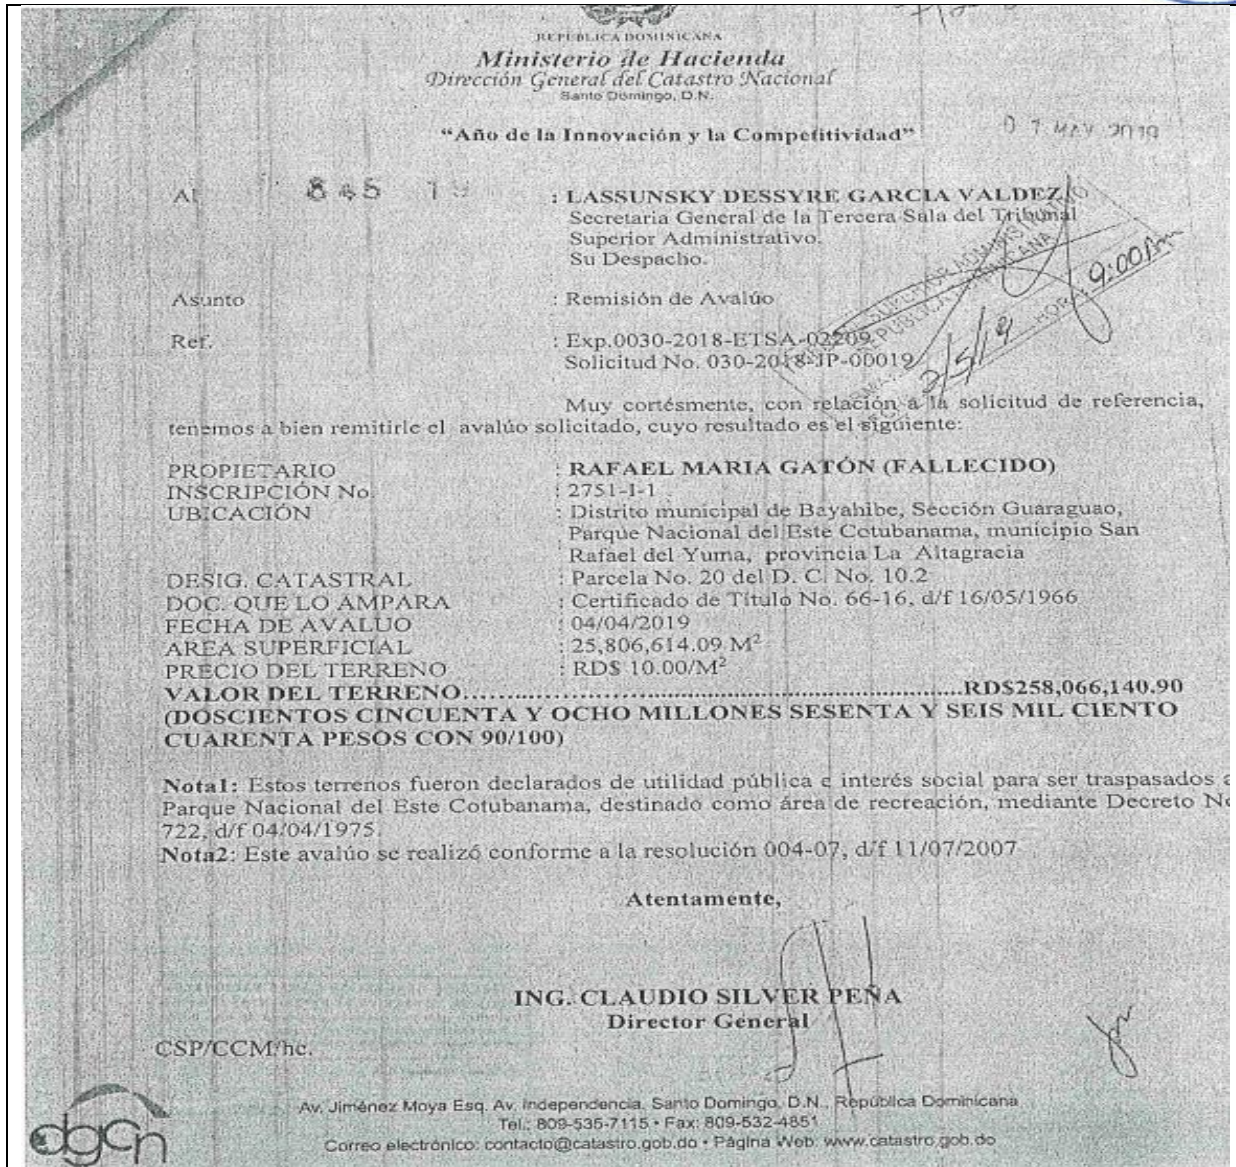 REPUBLICA DOMINICANA
Ministerio de Hacienda
Dirección General del Catastro Nacional
Santo Domingo, D.N.
“Año de la Innovación y la Competitividad”
07 MAY 2019
Al : LASSUNSKY DESSYRE GARCIA VALDEZ
Secretaria General de la Tercera Sala del Tribunal
Superior Administrativo.
Su Despacho.
9:00
HORA
Asunto : Remisión de Avalúo
Ref. : Exp.0030-2018-ETSA-02209
Solicitud No. 030-2018-JP-00019
Muy cortésmente, con relación a la solicitud de referencia,
tenemos a bien remitirle el avalúo solicitado, cuyo resultado es el siguiente:
PROPIETARIO : RAFAEL MARIA GATÓN (FALLECIDO)
INSCRIPCIÓN No. : 2751-I-1
UBICACIÓN : Distrito municipal de Bayahibe, Sección Guaraguao,
Parque Nacional del Este Cotubanama, municipio San
Rafael del Yuma, provincia La Altagracia
DESIG. CATASTRAL : Parcela No. 20 del D. C. No. 10.2
DOC. QUE LO AMPARA : Certificado de Título No. 66-16, d/f 16/05/1966
FECHA DE AVALUO : 04/04/2019
AREA SUPERFICIAL : 25,806,614.09 M²
PRECIO DEL TERRENO : RD$ 10.00/M²
VALOR DEL TERRENO..........................................................................RD$258,066,140.90
(DOSCIENTOS CINCUENTA Y OCHO MILLONES SESENTA Y SEIS MIL CIENTO
CUARENTA PESOS CON 90/100)
Nota1: Estos terrenos fueron declarados de utilidad pública e interés social para ser traspasados a
Parque Nacional del Este Cotubanama, destinado como área de recreación, mediante Decreto No
722, d/f 04/04/1975.
Nota2: Este avalúo se realizó conforme a la resolución 004-07, d/f 11/07/2007
Atentamente,
ING. CLAUDIO SILVER PEÑA
Director General
CSP/CCM/hc.
dgcn
Av. Jiménez Moya Esq. Av. Independencia, Santo Domingo, D.N., República Dominicana
Tel.: 809-535-7115 • Fax: 809-532-4851
Correo electrónico: contacto@catastro.gob.do • Página Web: www.catastro.gob.do